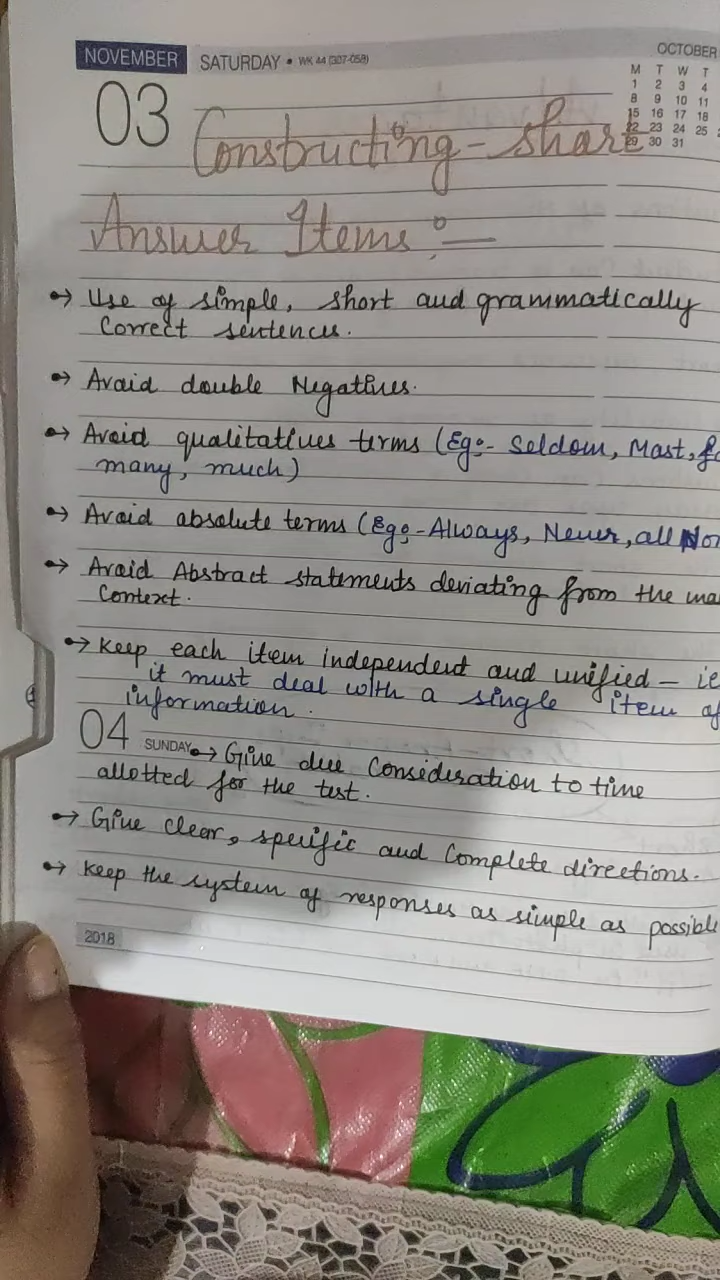 NOVEMBER SATURDAY • WK 44 (307-058) OCTOBER
M T W T
1 2 3 4
8 9 10 11
15 16 17 18
22 23 24 25
29 30 31
03
Constructing - short
Answer Items :-
→ Use of simple, short and grammatically
Correct sentences.
→ Avoid double Negatives.
→ Avoid qualitatives terms (Eg:- Seldom, Most,
many, much)
→ Avoid absolute terms (Eg:- Always, Never, all
→ Avoid Abstract statements deviating from the
Context.
→ Keep each item independent and unified - ie
it must deal with a single item of
information.
04 SUNDAY → Give due Consideration to time
allotted for the test.
→ Give clear, specific and Complete directions.
→ Keep the system of responses as simple as possible
2018